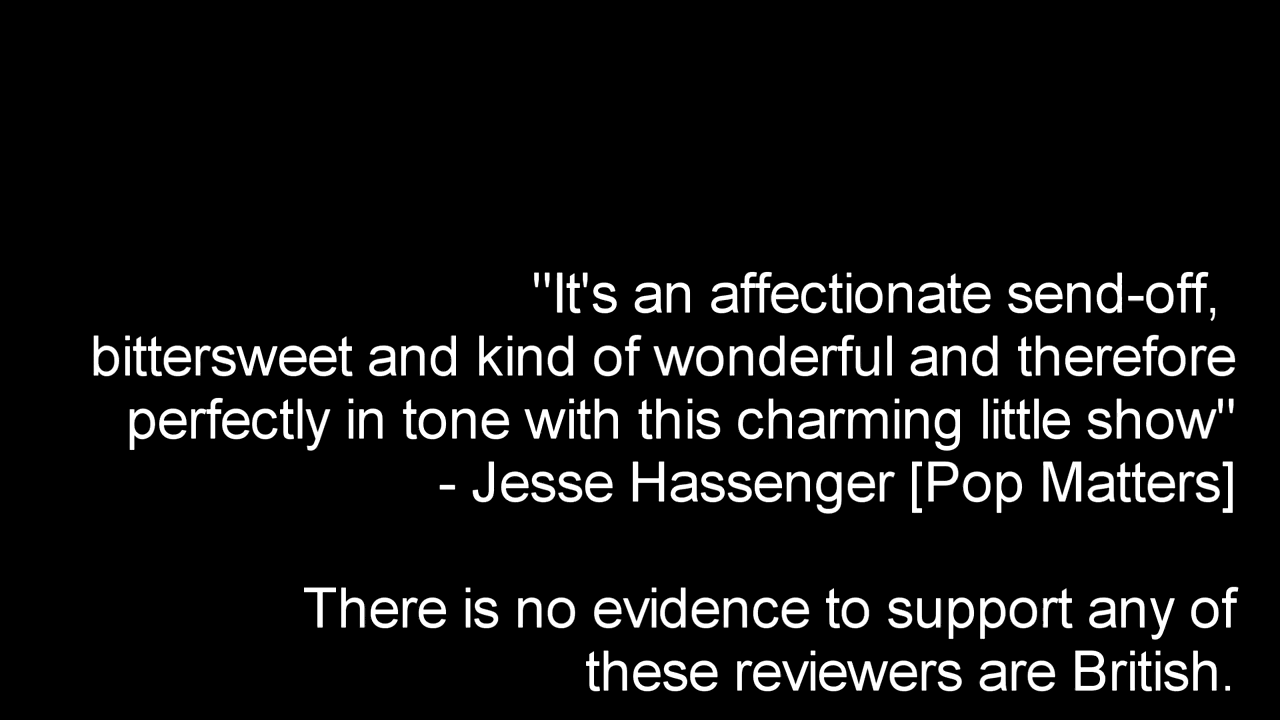 "It's an affectionate send-off,
bittersweet and kind of wonderful and therefore
perfectly in tone with this charming little show"
- Jesse Hassenger [Pop Matters]
There is no evidence to support any of
these reviewers are British.